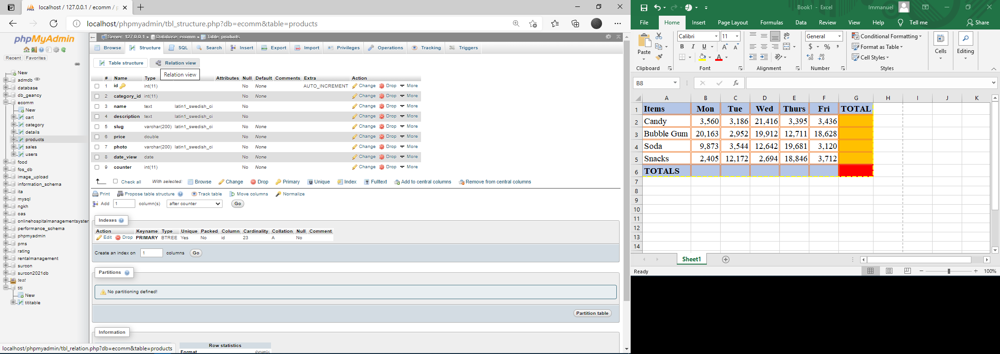 localhost / 127.0.0.1 / ecomm / p
localhost/phpmyadmin/tbl_structure.php?db=ecomm&table=products
phpMyAdmin
Recent Favorites
New
admdb
database
db_geancy
ecomm
New
cart
category
details
products
sales
users
food
fos_db
image_upload
information_schema
ita
mysql
ngkh
oas
onlinehospitalmanagementsyster
performance_schema
phpmyadmin
pms
rating
rentalmanagement
surcon
surcon2021db
test
titi
New
tititable
Server: 127.0.0.1 » Database: ecomm » Table: products
Browse Structure SQL Search Insert Export Import Privileges Operations Tracking Triggers
Table structure Relation view
Relation view
# Name Type Attributes Null Default Comments Extra Action
1 id int(11) No None AUTO_INCREMENT Change Drop More
2 category_id int(11) No None Change Drop More
3 name text latin1_swedish_ci No Change Drop More
4 description text latin1_swedish_ci No Change Drop More
5 slug varchar(200) latin1_swedish_ci No None Change Drop More
6 price double No None Change Drop More
7 photo varchar(200) latin1_swedish_ci No None Change Drop More
8 date_view date No None Change Drop More
9 counter int(11) No None Change Drop More
Check all With selected: Browse Change Drop Primary Unique Index Fulltext Add to central columns Remove from central columns
Print Propose table structure Track table Move columns Normalize
Add 1 column(s) after counter Go
Indexes
Action Keyname Type Unique Packed Column Cardinality Collation Null Comment
Edit Drop PRIMARY BTREE Yes No id 23 A No
Create an index on 1 columns Go
Partitions
No partitioning defined!
Partition table
Information
Row statistics
Format dynamic
localhost/phpmyadmin/tbl_relation.php?db=ecomm&table=products
Book1 - Excel Immanuel
File Home Insert Page Layout Formulas Data Review View Help Tell me Share
Paste
Clipboard
Calibri 11
B I U
Font
Alignment
General
$ % ,
Number
Conditional Formatting
Format as Table
Cell Styles
Styles
Cells
Editing
B8 fx
A B C D E F G H I J K
1 Items Mon Tue Wed Thurs Fri TOTAL
2 Candy 3,560 3,186 21,416 3,395 3,436
3 Bubble Gum 20,163 2,952 19,912 12,711 18,628
4 Soda 9,873 3,544 12,642 19,681 3,120
5 Snacks 2,405 12,172 2,694 18,846 3,712
6 TOTALS
7
8
9
10
11
12
13
14
Sheet1
Ready 100%